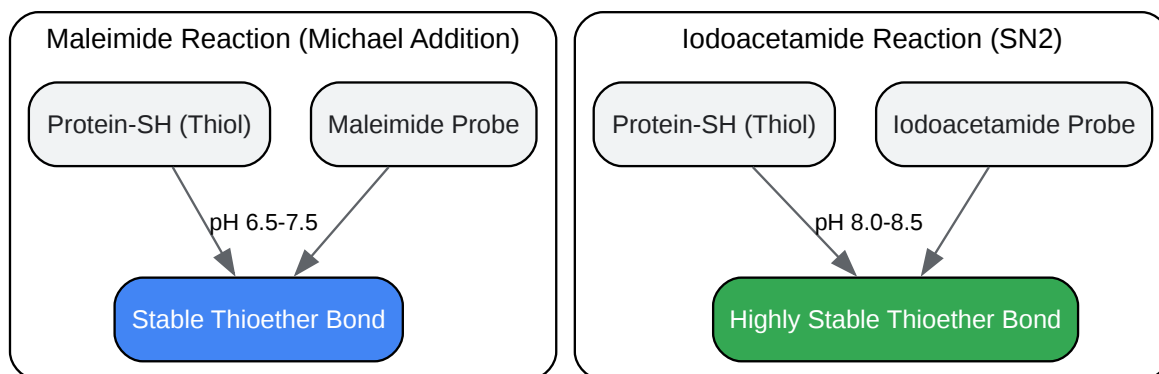 Maleimide Reaction (Michael Addition)
Protein-SH (Thiol)
Maleimide Probe
pH 6.5-7.5
Stable Thioether Bond
Iodoacetamide Reaction (SN2)
Protein-SH (Thiol)
Iodoacetamide Probe
pH 8.0-8.5
Highly Stable Thioether Bond